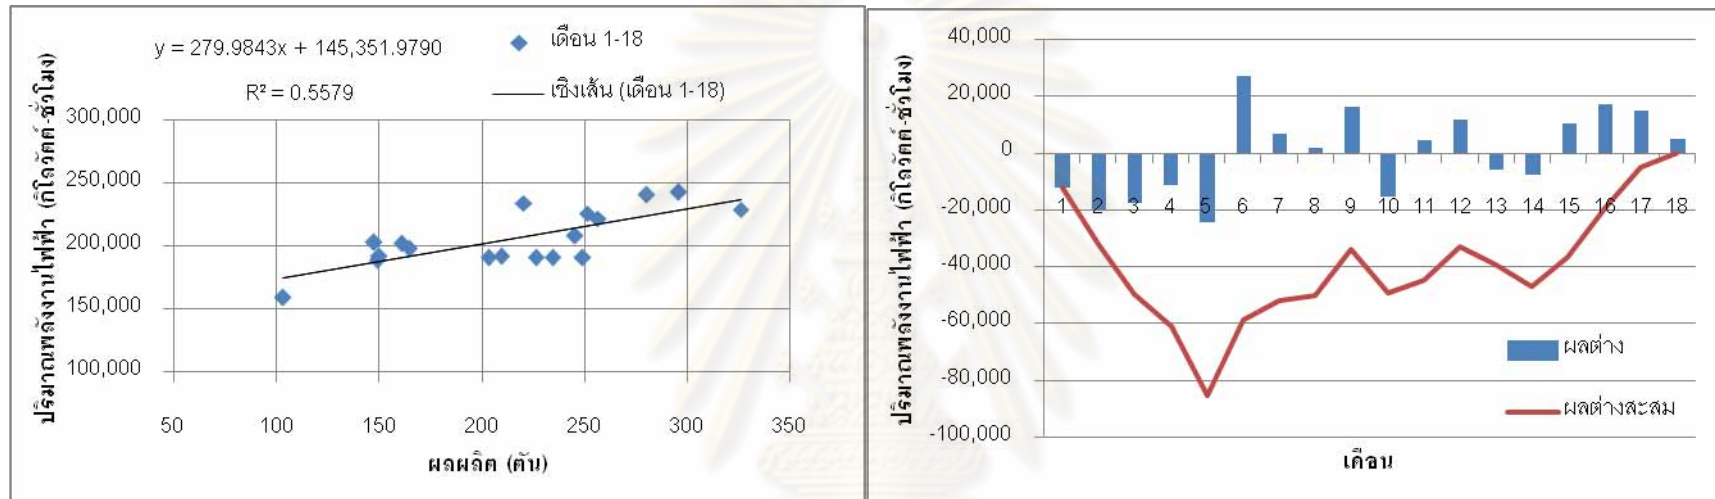 y = 279.9843x + 145,351.9790
R² = 0.5579
เดือน 1-18
เชิงเส้น (เดือน 1-18)
ปริมาณพลังงานไฟฟ้า (กิโลวัตต์-ชั่วโมง)
300,000
250,000
200,000
150,000
100,000
50 100 150 200 250 300 350
ผลผลิต (ตัน)
ปริมาณพลังงานไฟฟ้า (กิโลวัตต์-ชั่วโมง)
40,000
20,000
0
-20,000
-40,000
-60,000
-80,000
-100,000
1 2 3 4 5 6 7 8 9 10 11 12 13 14 15 16 17 18
ผลต่าง
ผลต่างสะสม
เดือน